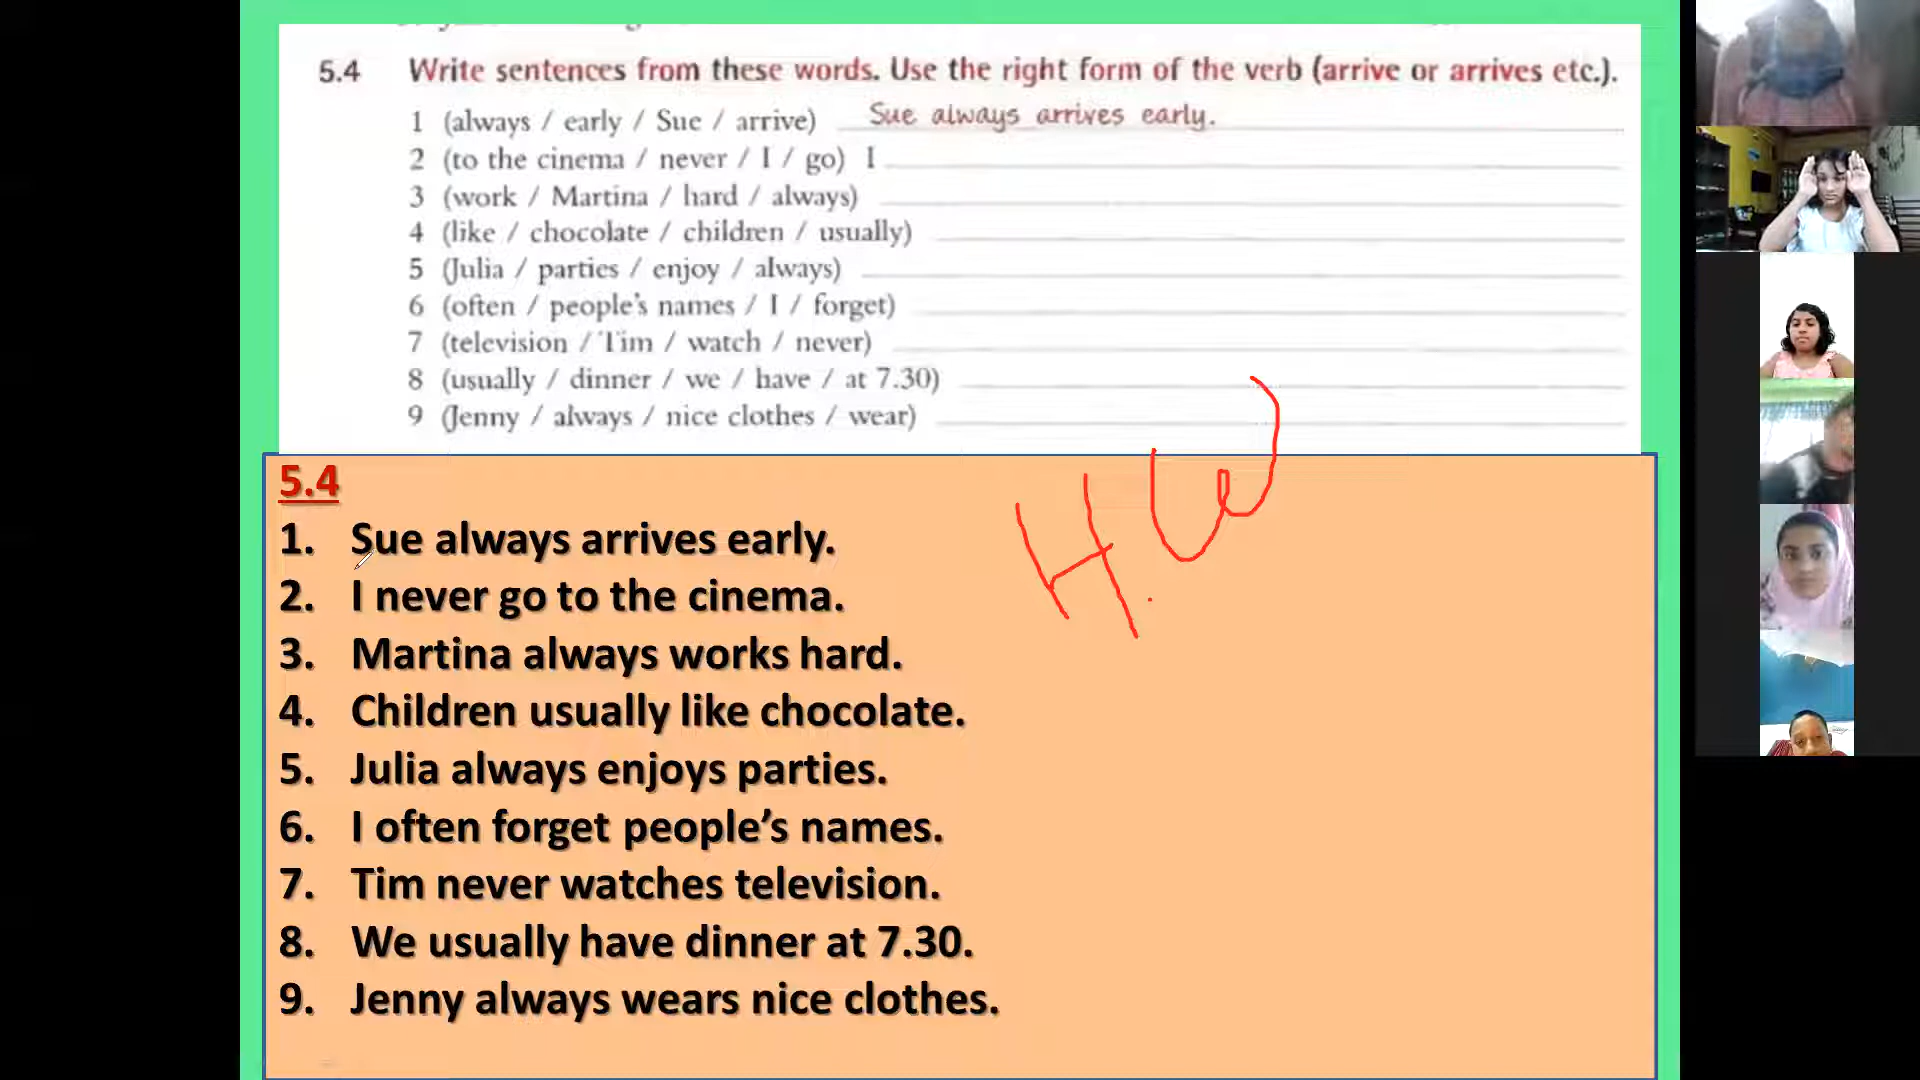 5.4 Write sentences from these words. Use the right form of the verb (arrive or arrives etc.).
1 (always / early / Sue / arrive) Sue always arrives early.
2 (to the cinema / never / I / go) I
3 (work / Martina / hard / always)
4 (like / chocolate / children / usually)
5 (Julia / parties / enjoy / always)
6 (often / people's names / I / forget)
7 (television / Tim / watch / never)
8 (usually / dinner / we / have / at 7.30)
9 (Jenny / always / nice clothes / wear)
H.W
5.4
1. Sue always arrives early.
2. I never go to the cinema.
3. Martina always works hard.
4. Children usually like chocolate.
5. Julia always enjoys parties.
6. I often forget people’s names.
7. Tim never watches television.
8. We usually have dinner at 7.30.
9. Jenny always wears nice clothes.